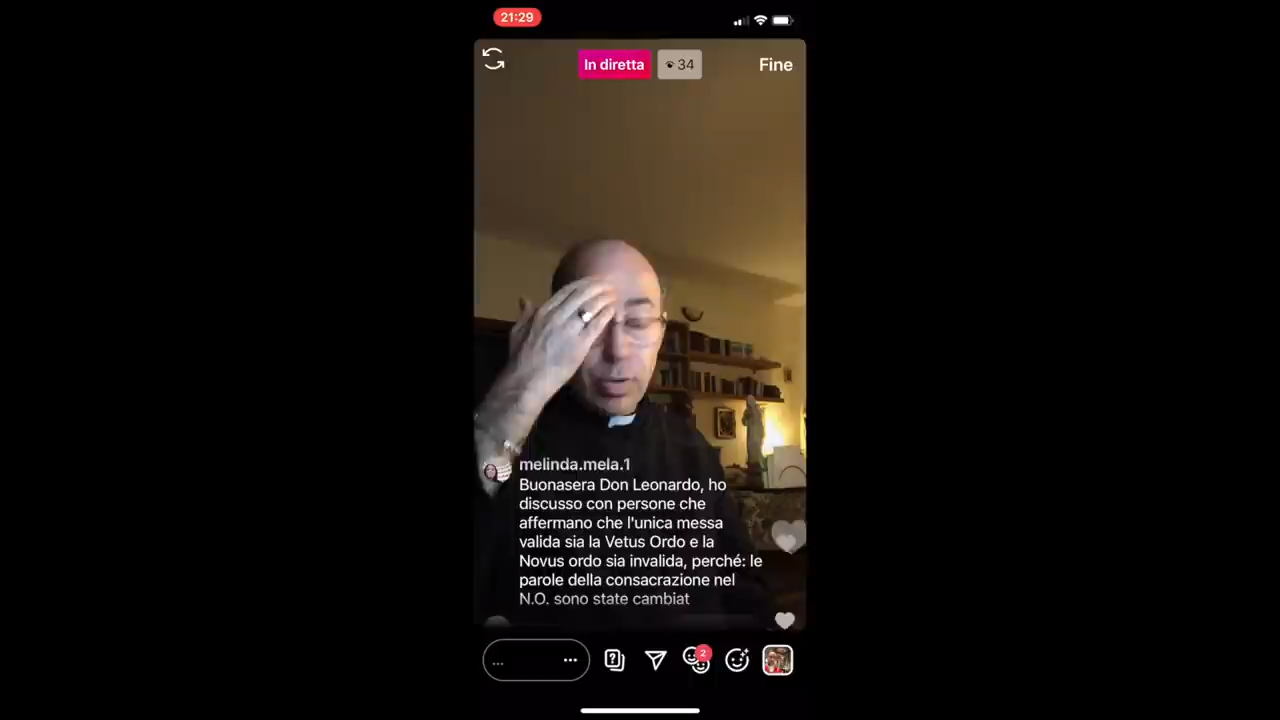 21:29
In diretta
34
Fine
melinda.mela.1
Buonasera Don Leonardo, ho
discusso con persone che
affermano che l'unica messa
valida sia la Vetus Ordo e la
Novus ordo sia invalida, perché: le
parole della consacrazione nel
N.O. sono state cambiat
...
2